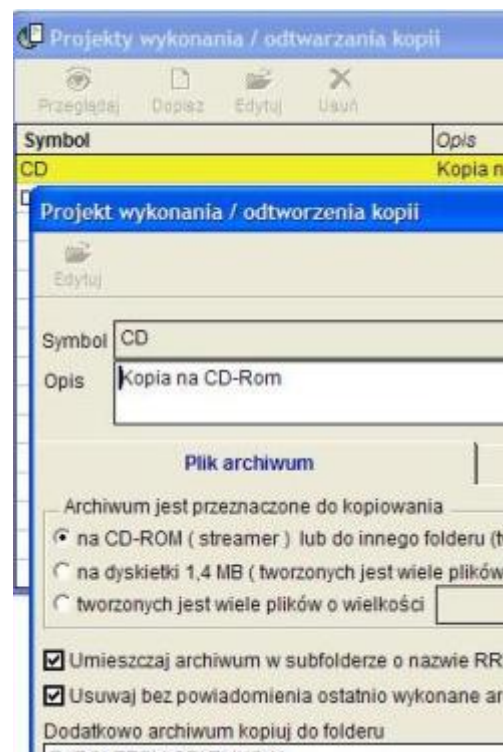 Projekty wykonania / odtwarzania kopii
Przeglądaj Dopisz Edytuj Usuń
Symbol Opis
CD Kopia n
Projekt wykonania / odtworzenia kopii
Edytuj
Symbol CD
Opis Kopia na CD-Rom
Plik archiwum
Archiwum jest przeznaczone do kopiowania
na CD-ROM ( streamer ) lub do innego folderu (t
na dyskietki 1,4 MB ( tworzonych jest wiele plików
tworzonych jest wiele plików o wielkości
Umieszczaj archiwum w subfolderze o nazwie RR
Usuwaj bez powiadomienia ostatnio wykonane ar
Dodatkowo archiwum kopiuj do folderu